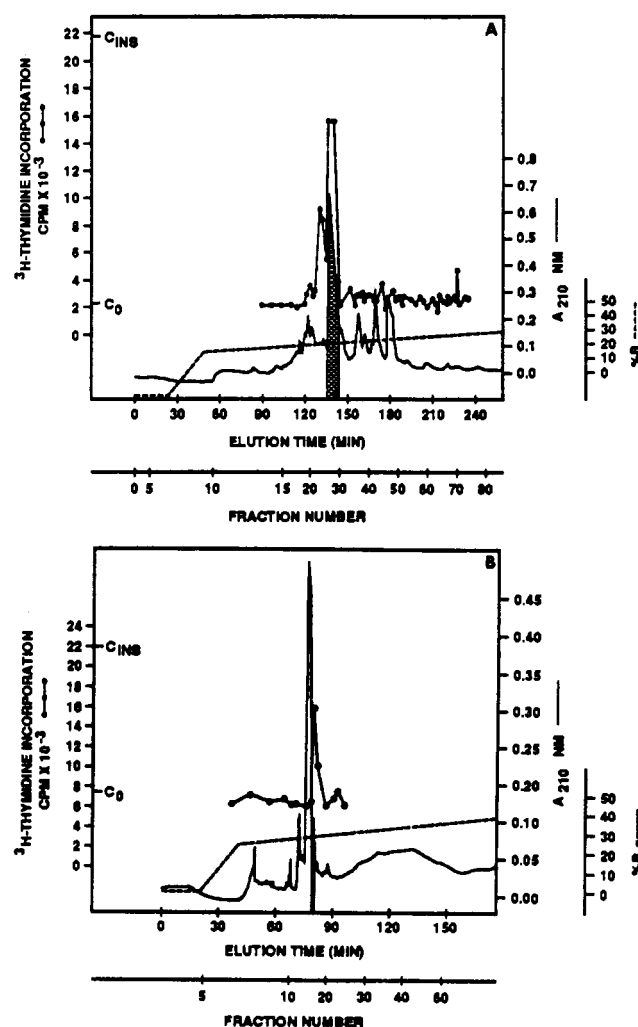 A
22
20
18
16
14
12
10
8
6
4
2
0
C_INS
C_0
³H-THYMIDINE INCORPORATION
CPM X 10⁻³
0.8
0.7
0.6
0.5
0.4
0.3
0.2
0.1
0.0
A₂₁₀ NM
50
40
30
20
10
0
%B
0 30 60 90 120 150 180 210 240
ELUTION TIME (MIN)
0 5 10 15 20 30 40 50 60 70 80
FRACTION NUMBER
B
24
22
20
18
16
14
12
10
8
6
4
2
0
C_INS
C_0
³H-THYMIDINE INCORPORATION
CPM X 10⁻³
0.45
0.40
0.35
0.30
0.25
0.20
0.15
0.10
0.05
0.00
A₂₁₀ NM
50
40
30
20
10
0
%B
0 30 60 90 120 150
ELUTION TIME (MIN)
5 10 20 30 40 60
FRACTION NUMBER